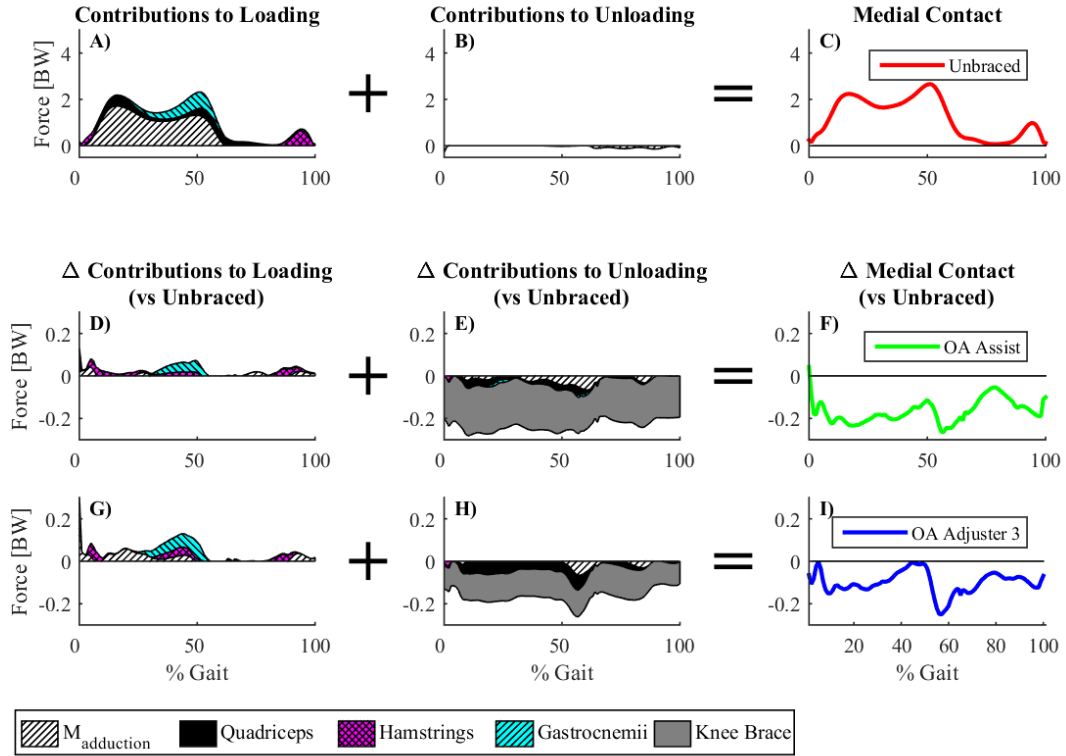 Contributions to Loading
Contributions to Unloading
Medial Contact
A)
B)
C)
Unbraced
Force [BW]
4
2
0
4
2
0
4
2
0
0 50 100
0 50 100
0 50 100
+
=
Δ Contributions to Loading
(vs Unbraced)
Δ Contributions to Unloading
(vs Unbraced)
Δ Medial Contact
(vs Unbraced)
D)
E)
F)
OA Assist
Force [BW]
0.2
0
-0.2
0.2
0
-0.2
0.2
0
-0.2
0 50 100
0 50 100
0 50 100
+
=
G)
H)
I)
OA Adjuster 3
Force [BW]
0.2
0
-0.2
0.2
0
-0.2
0.2
0
-0.2
0 50 100
0 50 100
20 40 60 80 100
+
=
% Gait
% Gait
% Gait
Madduction
Quadriceps
Hamstrings
Gastrocnemii
Knee Brace